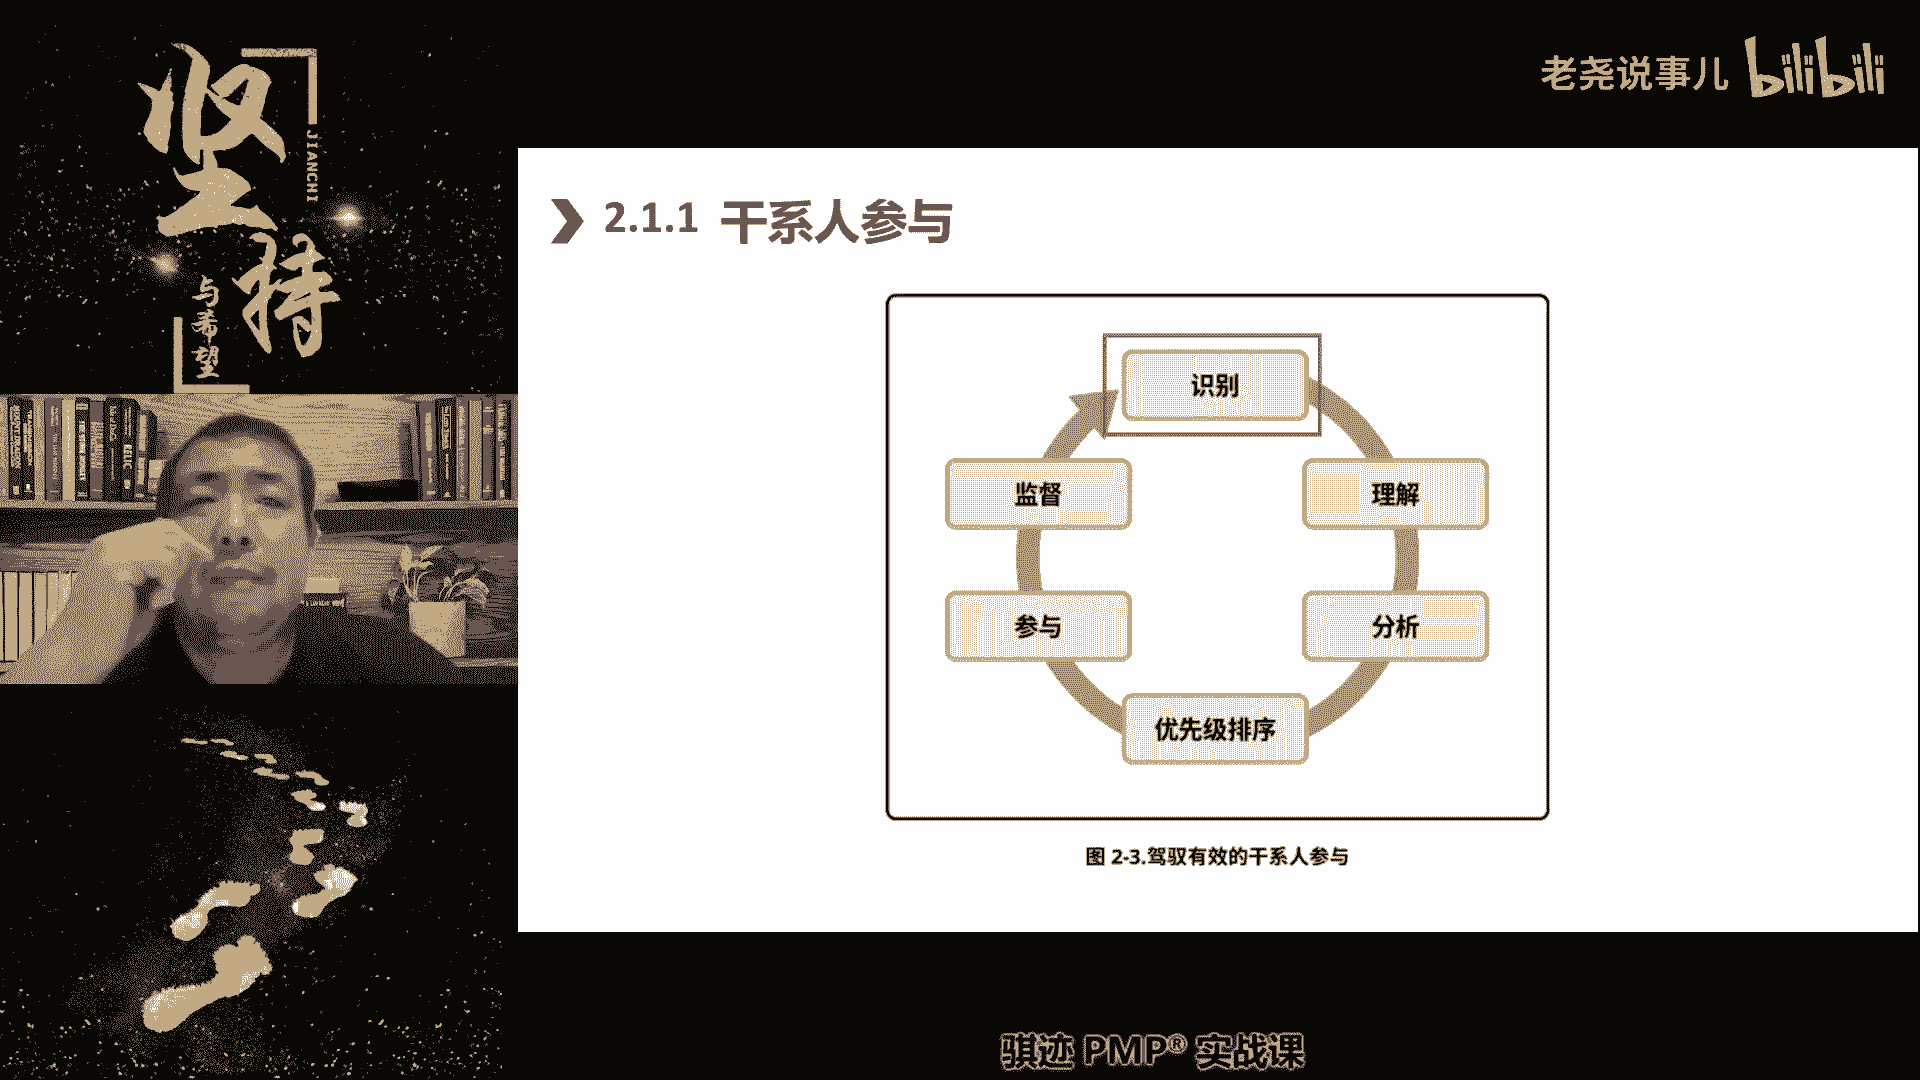 坚持
JIANCHI
与希望
老尧说事儿 bilibili
2.1.1 干系人参与
识别
监督
理解
参与
分析
优先级排序
图 2-3.驾驭有效的干系人参与
骐迹 PMP® 实战课